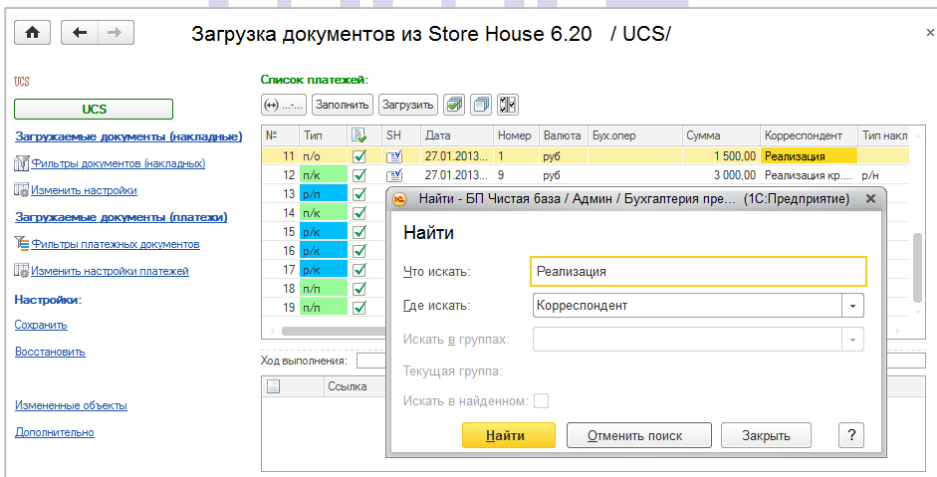 Загрузка документов из Store House 6.20 / UCS/
UCS
UCS
Загружаемые документы (накладные)
Фильтры документов (накладных)
Изменить настройки
Загружаемые документы (платежи)
Фильтры платежных документов
Изменить настройки платежей
Настройки:
Сохранить
Восстановить
Измененные объекты
Дополнительно
Список платежей:
(↔) ...-... Заполнить Загрузить
№ Тип SH Дата Номер Валюта Бух.опер Сумма Корреспондент Тип накл
11 п/о 27.01.2013... 1 руб 1 500,00 Реализация
12 п/к 27.01.2013... 9 руб 3 000,00 Реализация кр... р/н
13 р/п
14 п/к
15 р/к
16 р/к
17 р/к
18 п/п
19 п/п
Ход выполнения:
Ссылка
Найти - БП Чистая база / Админ / Бухгалтерия пре... (1С:Предприятие)
Найти
Что искать: Реализация
Где искать: Корреспондент
Искать в группах:
Текущая группа:
Искать в найденном:
Найти Отменить поиск Закрыть ?